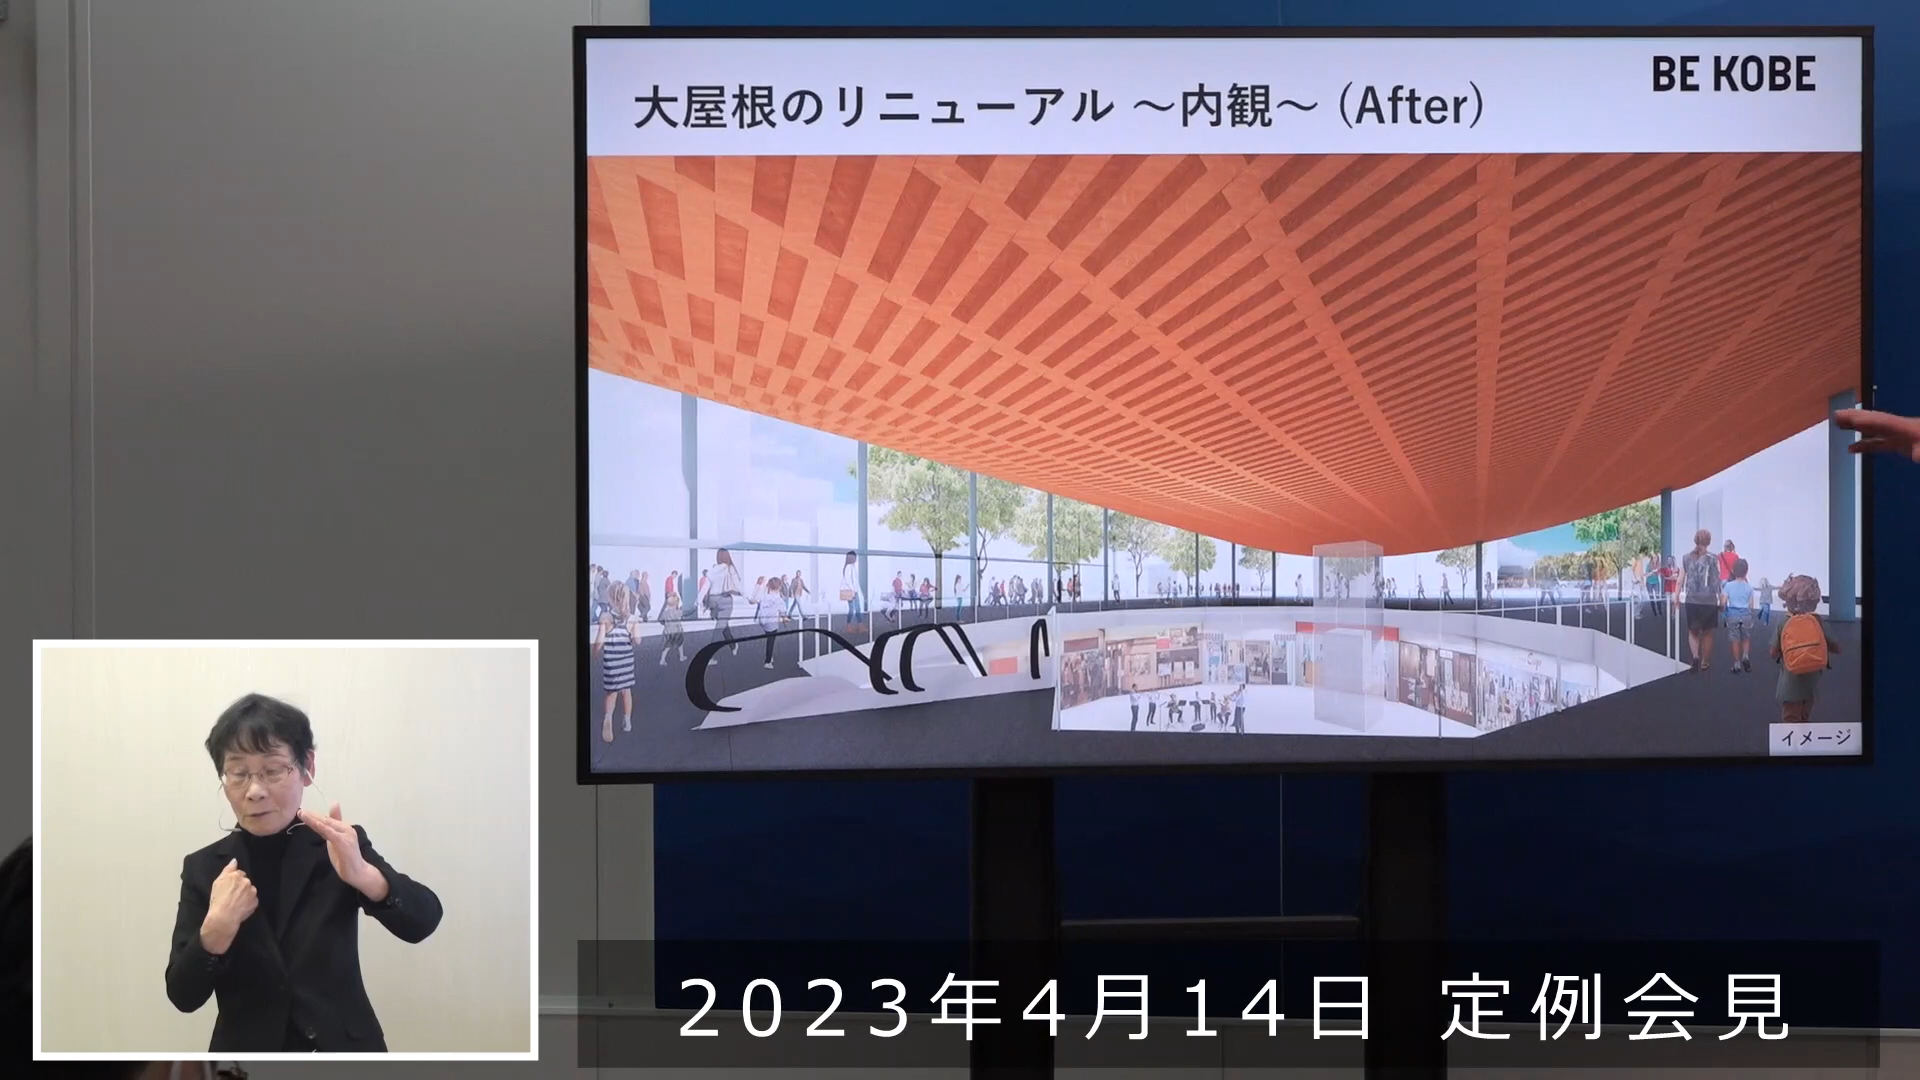 大屋根のリニューアル ～内観～ (After)
BE KOBE
イメージ
2023年4月14日 定例会見